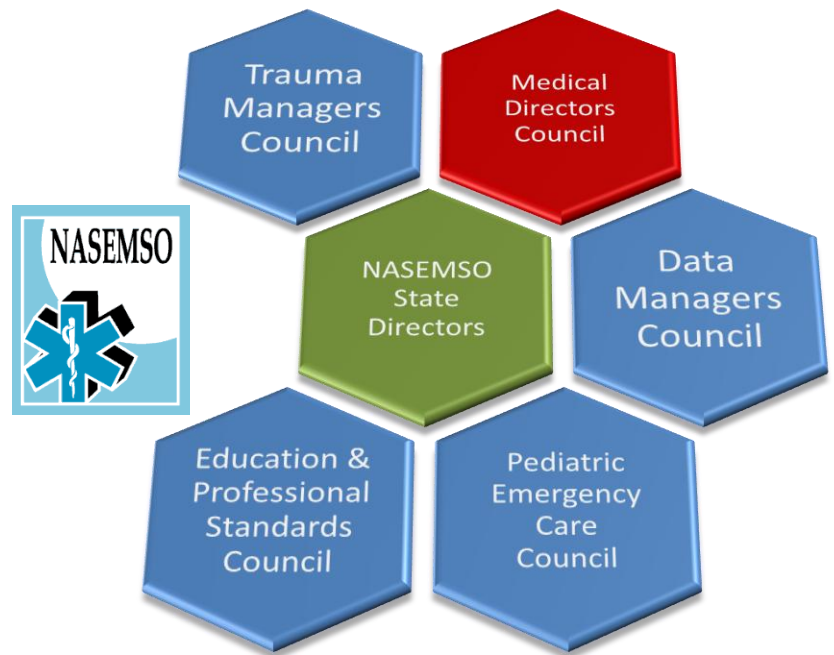 Trauma
Managers
Council
Medical
Directors
Council
NASEMSO
NASEMSO
State
Directors
Data
Managers
Council
Education &
Professional
Standards
Council
Pediatric
Emergency
Care
Council